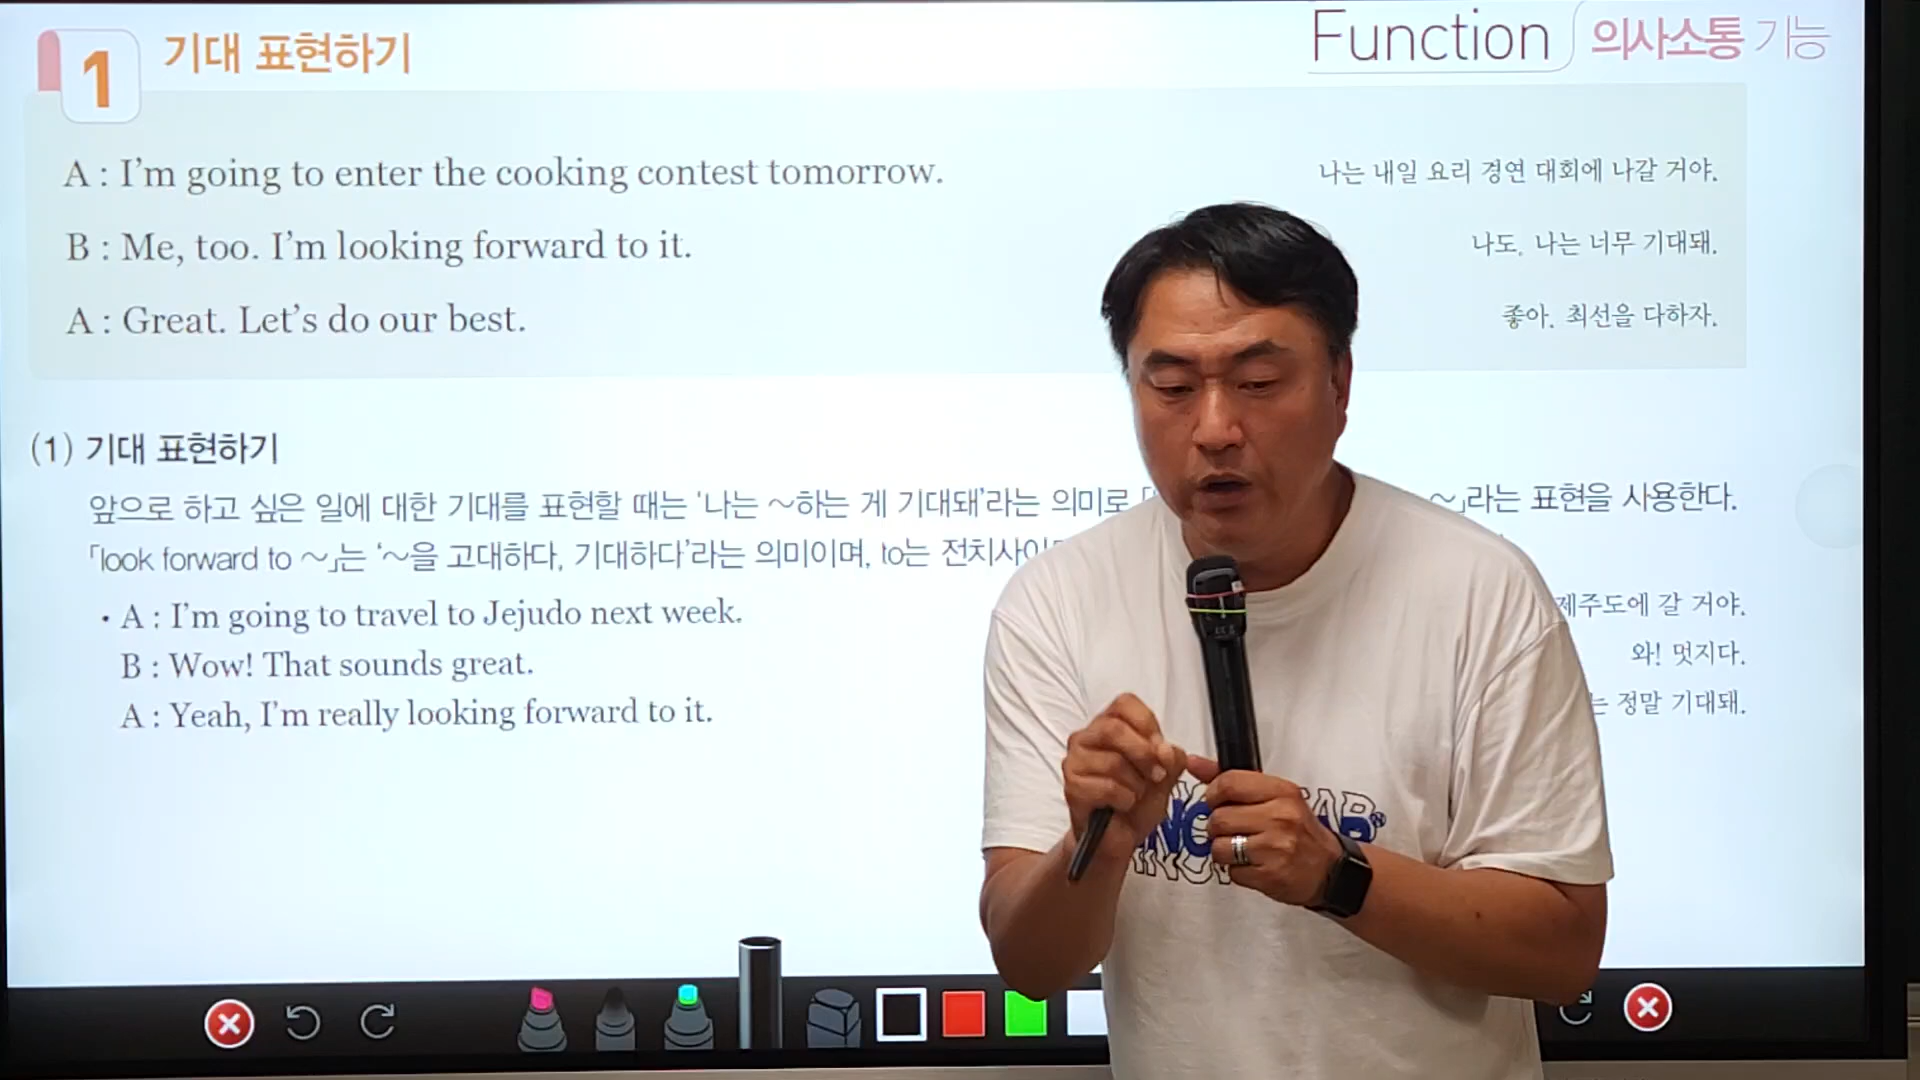 1 기대 표현하기
Function 의사소통 기능
A : I'm going to enter the cooking contest tomorrow. 나는 내일 요리 경연 대회에 나갈 거야.
B : Me, too. I'm looking forward to it. 나도. 나는 너무 기대돼.
A : Great. Let's do our best. 좋아. 최선을 다하자.
(1) 기대 표현하기
앞으로 하고 싶은 일에 대한 기대를 표현할 때는 '나는 ～하는 게 기대돼'라는 의미로 「 ～」라는 표현을 사용한다.
「look forward to ～」는 '～을 고대하다, 기대하다'라는 의미이며, to는 전치사이
· A : I'm going to travel to Jejudo next week. 제주도에 갈 거야.
B : Wow! That sounds great. 와! 멋지다.
A : Yeah, I'm really looking forward to it. 는 정말 기대돼.